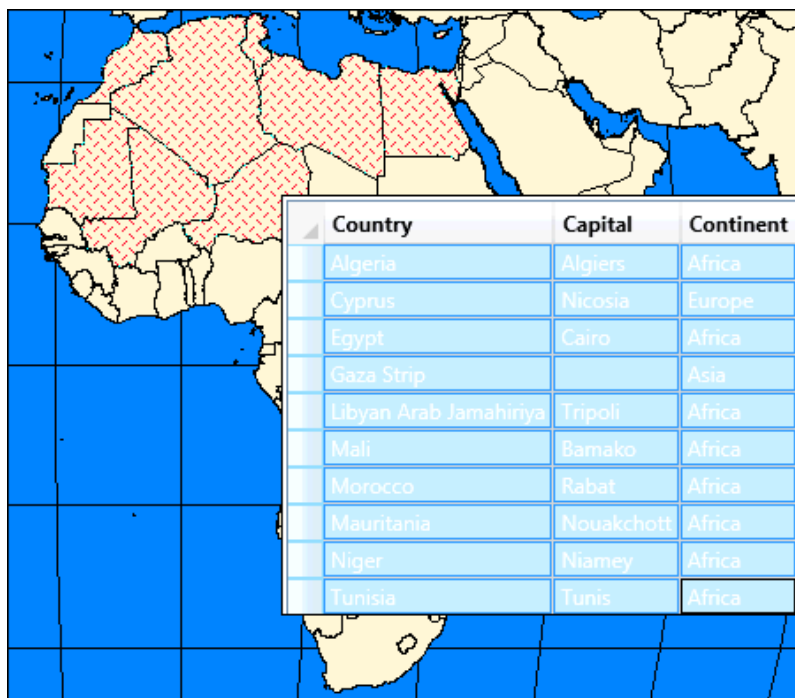 Country Capital Continent
Algeria Algiers Africa
Cyprus Nicosia Europe
Egypt Cairo Africa
Gaza Strip Asia
Libyan Arab Jamahiriya Tripoli Africa
Mali Bamako Africa
Morocco Rabat Africa
Mauritania Nouakchott Africa
Niger Niamey Africa
Tunisia Tunis Africa